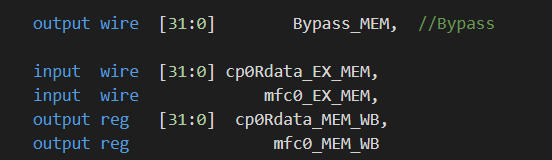 output wire [31:0] Bypass_MEM, //Bypass
input wire [31:0] cp0Rdata_EX_MEM,
input wire mfc0_EX_MEM,
output reg [31:0] cp0Rdata_MEM_WB,
output reg mfc0_MEM_WB